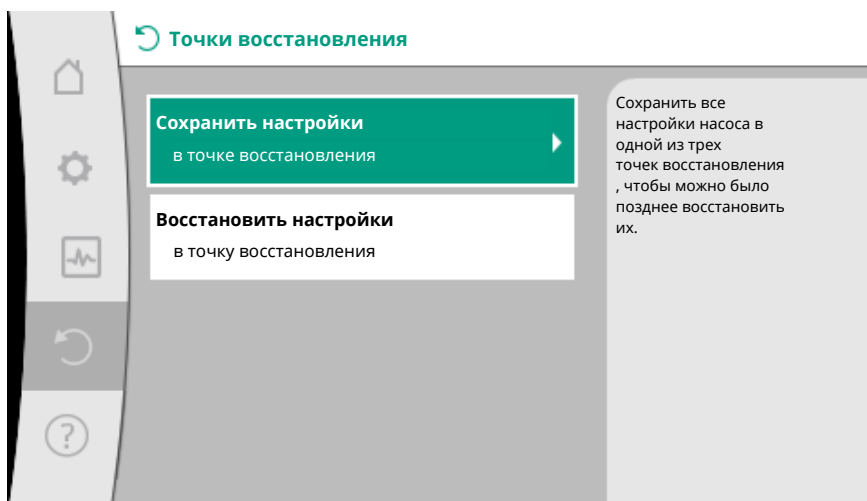 Точки восстановления
Сохранить настройки
в точке восстановления
Восстановить настройки
в точку восстановления
Сохранить все
настройки насоса в
одной из трех
точек восстановления
, чтобы можно было
позднее восстановить
их.
?